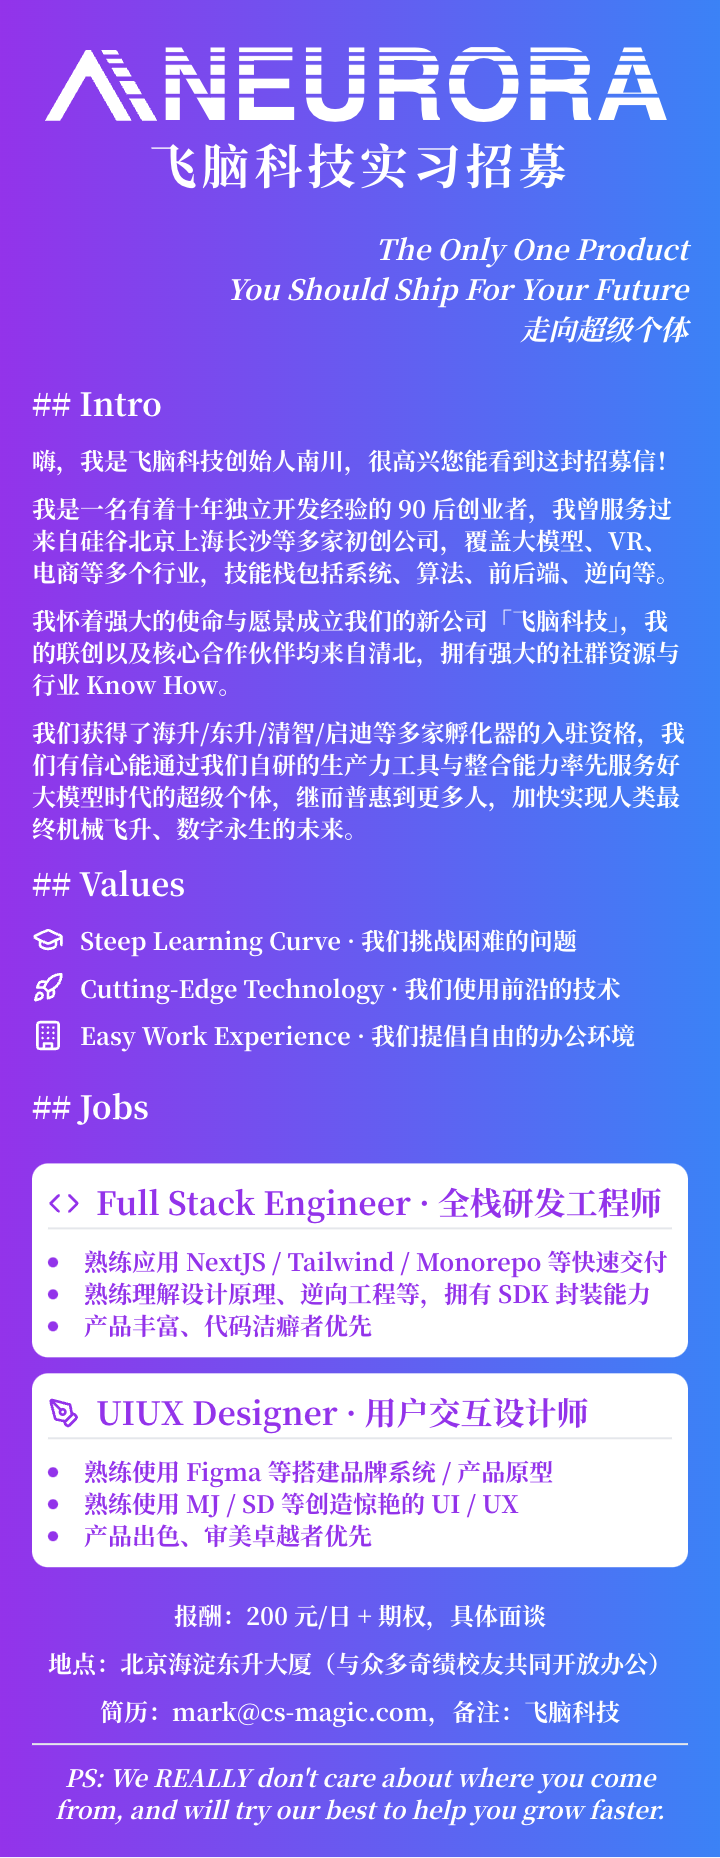 NEURORA
飞脑科技实习招募
The Only One Product
You Should Ship For Your Future
走向超级个体
## Intro
嗨，我是飞脑科技创始人南川，很高兴您能看到这封招募信！
我是一名有着十年独立开发经验的 90 后创业者，我曾服务过
来自硅谷北京上海长沙等多家初创公司，覆盖大模型、VR、
电商等多个行业，技能栈包括系统、算法、前后端、逆向等。
我怀着强大的使命与愿景成立我们的新公司「飞脑科技」，我
的联创以及核心合作伙伴均来自清北，拥有强大的社群资源与
行业 Know How。
我们获得了海升/东升/清智/启迪等多家孵化器的入驻资格，我
们有信心能通过我们自研的生产力工具与整合能力率先服务好
大模型时代的超级个体，继而普惠到更多人，加快实现人类最
终机械飞升、数字永生的未来。
## Values
Steep Learning Curve · 我们挑战困难的问题
Cutting-Edge Technology · 我们使用前沿的技术
Easy Work Experience · 我们提倡自由的办公环境
## Jobs
Full Stack Engineer · 全栈研发工程师
熟练应用 NextJS / Tailwind / Monorepo 等快速交付
熟练理解设计原理、逆向工程等，拥有 SDK 封装能力
产品丰富、代码洁癖者优先
UIUX Designer · 用户交互设计师
熟练使用 Figma 等搭建品牌系统 / 产品原型
熟练使用 MJ / SD 等创造惊艳的 UI / UX
产品出色、审美卓越者优先
报酬：200 元/日 + 期权，具体面谈
地点：北京海淀东升大厦（与众多奇绩校友共同开放办公）
简历：mark@cs-magic.com，备注：飞脑科技
PS: We REALLY don't care about where you come
from, and will try our best to help you grow faster.